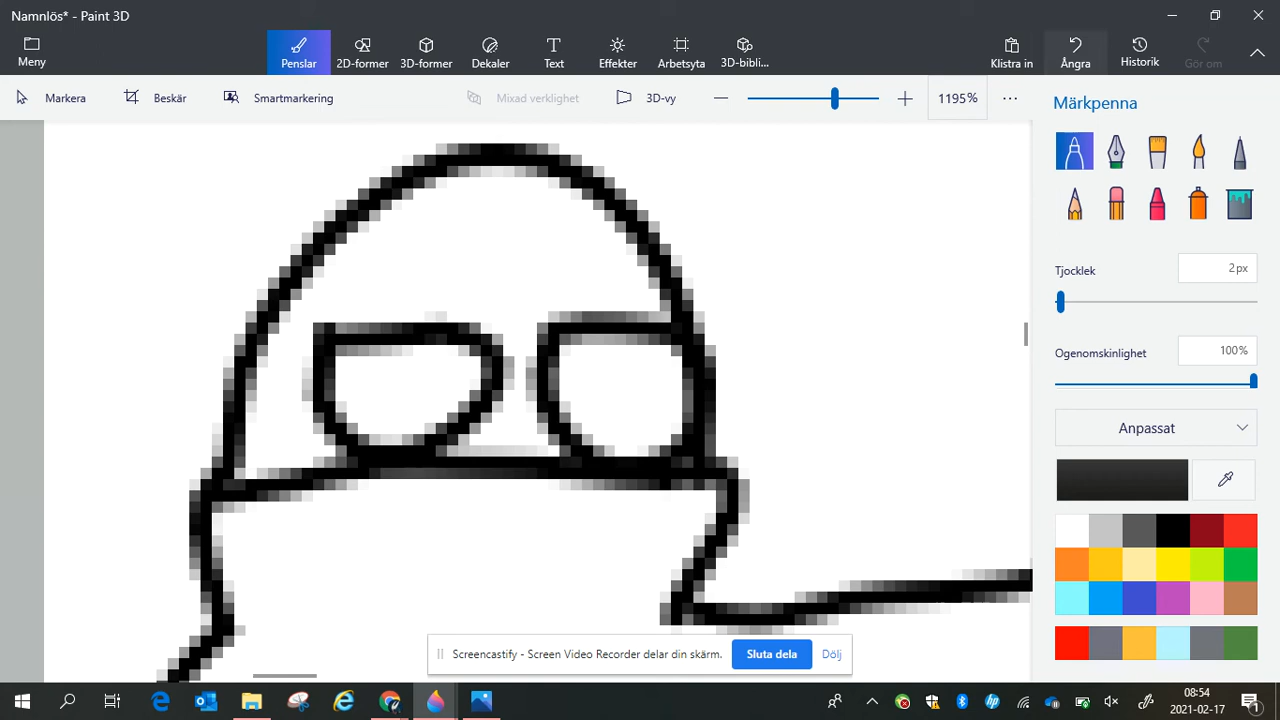 Namnlös* - Paint 3D
Meny
Penslar
2D-former
3D-former
Dekaler
Text
Effekter
Arbetsyta
3D-bibli...
Klistra in
Ångra
Historik
Gör om
Markera
Beskär
Smartmarkering
Mixad verklighet
3D-vy
1195%
Märkpenna
Tjocklek
2px
Ogenomskinlighet
100%
Anpassat
Screencastify - Screen Video Recorder delar din skärm.
Sluta dela
Dölj
08:54
2021-02-17
1